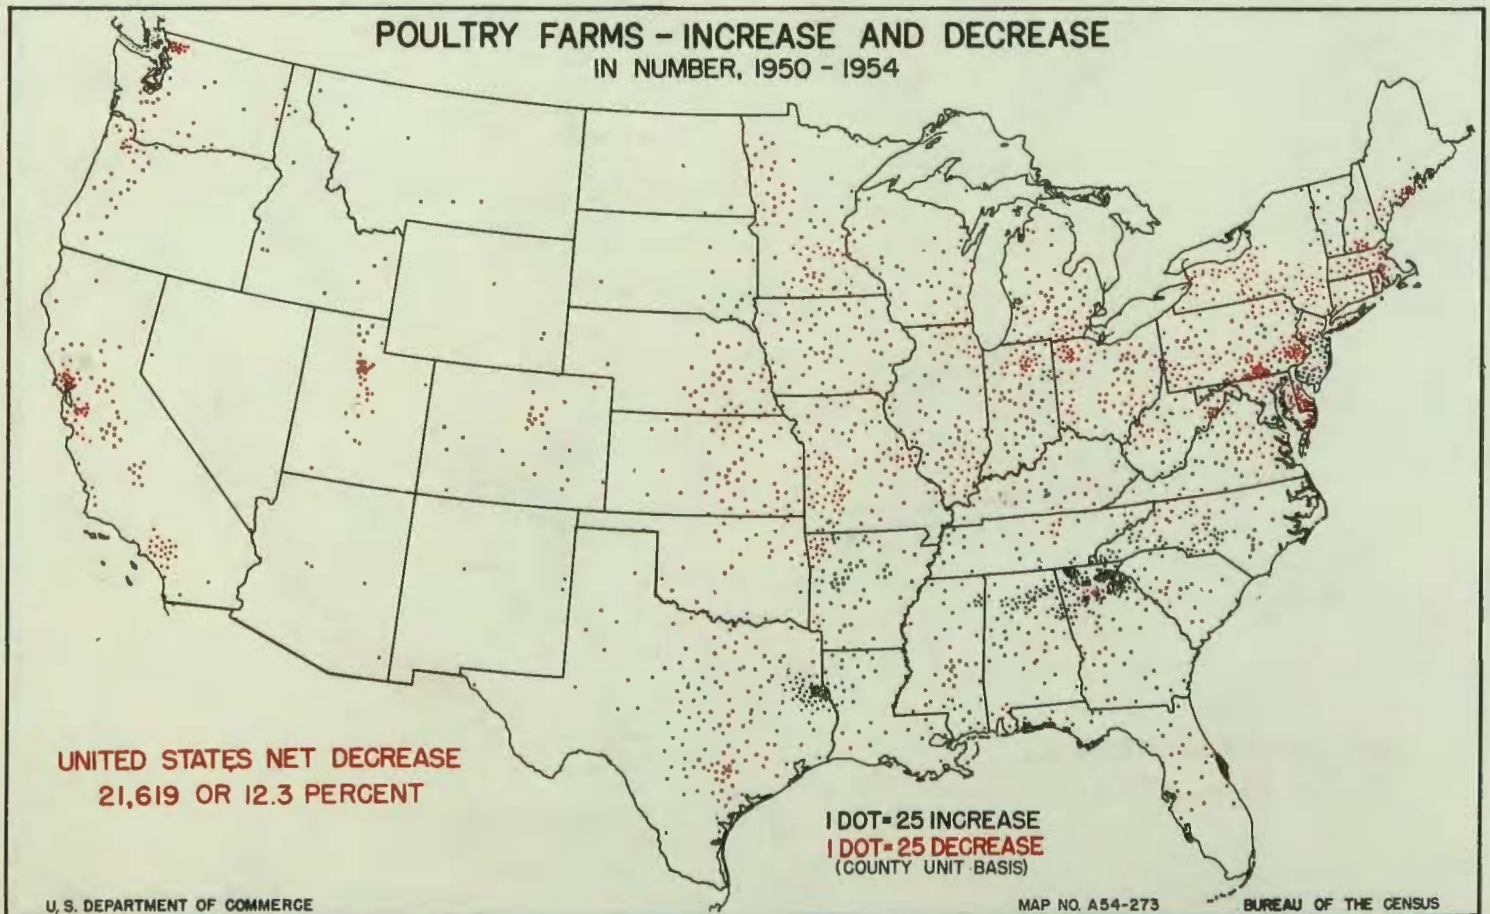 POULTRY FARMS - INCREASE AND DECREASE
IN NUMBER, 1950 - 1954
UNITED STATES NET DECREASE
21,619 OR 12.3 PERCENT
1 DOT = 25 INCREASE
1 DOT = 25 DECREASE
(COUNTY UNIT BASIS)
U. S. DEPARTMENT OF COMMERCE
MAP NO. A54-273
BUREAU OF THE CENSUS